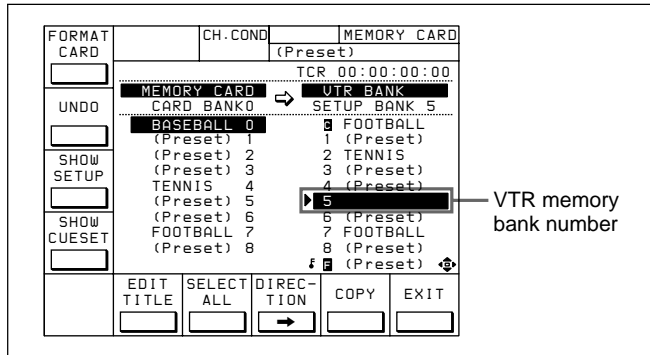 FORMAT CARD
CH.COND
MEMORY CARD
(Preset)
TCR 00:00:00:00
MEMORY CARD
CARD BANK0
VTR BANK
SETUP BANK 5
UNDO
SHOW SETUP
SHOW CUESET
BASEBALL 0
(Preset) 1
(Preset) 2
(Preset) 3
TENNIS 4
(Preset) 5
(Preset) 6
FOOTBALL 7
(Preset) 8
C FOOTBALL
1 (Preset)
2 TENNIS
3 (Preset)
4 (Preset)
5
6 (Preset)
7 FOOTBALL
8 (Preset)
F (Preset)
VTR memory
bank number
EDIT TITLE
SELECT ALL
DIREC-TION
COPY
EXIT